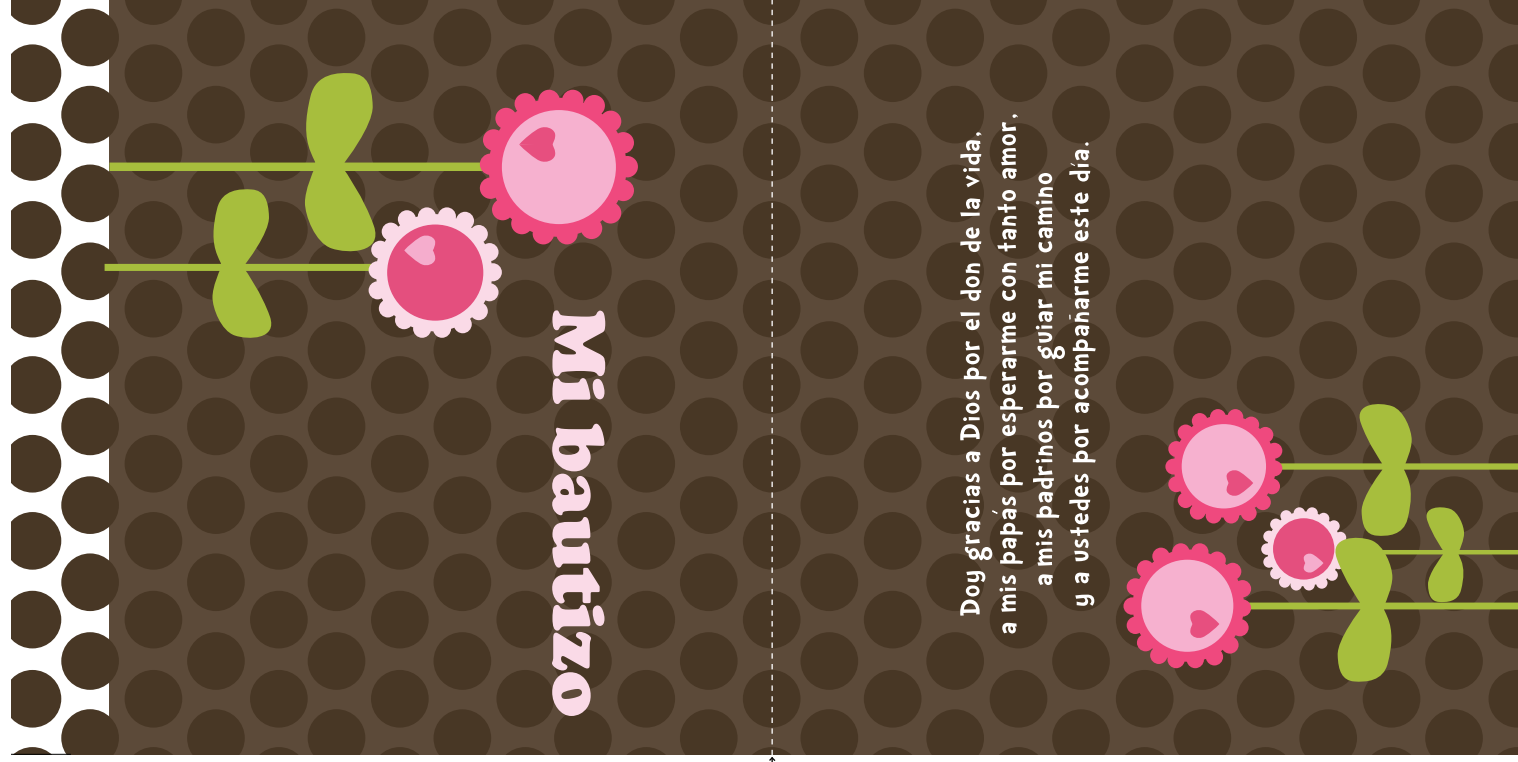 Mi bautizo
Doy gracias a Dios por el don de la vida,
a mis papás por esperarme con tanto amor,
a mis padrinos por guiar mi camino
y a ustedes por acompañarme este día.